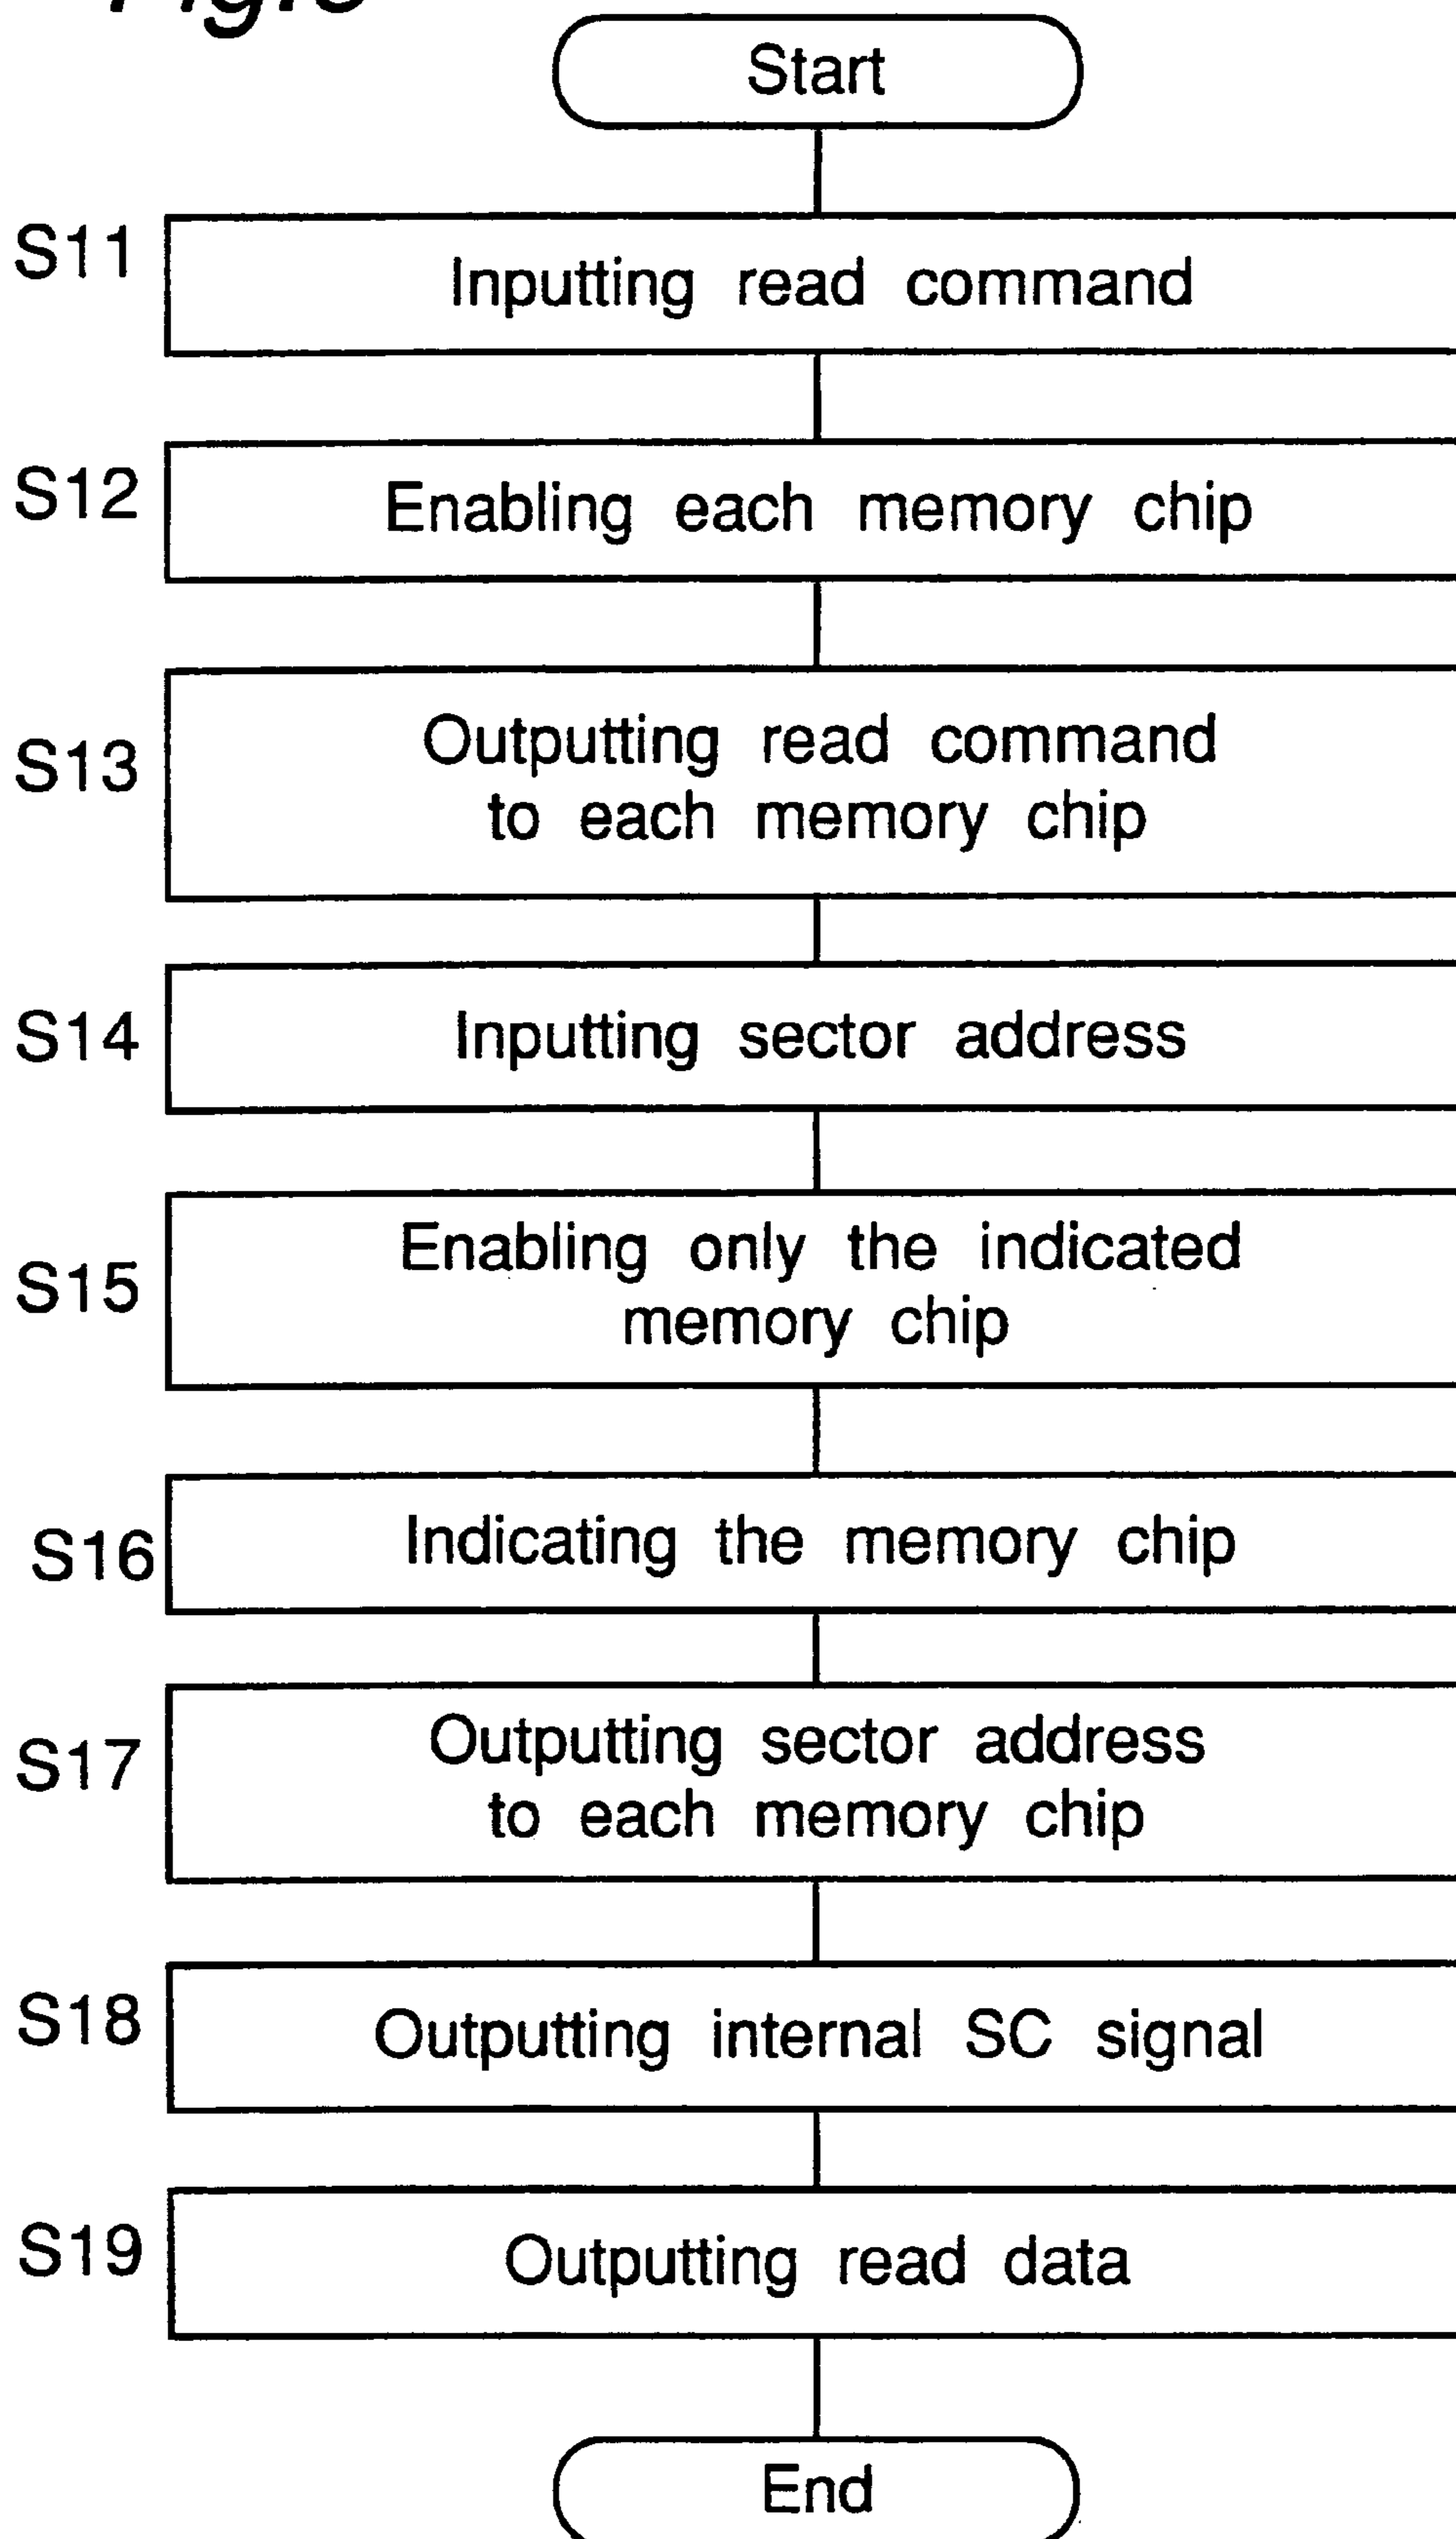 Start
S11
Inputting read command
S12
Enabling each memory chip
S13
Outputting read command
to each memory chip
S14
Inputting sector address
S15
Enabling only the indicated
memory chip
S16
Indicating the memory chip
S17
Outputting sector address
to each memory chip
S18
Outputting internal SC signal
S19
Outputting read data
End